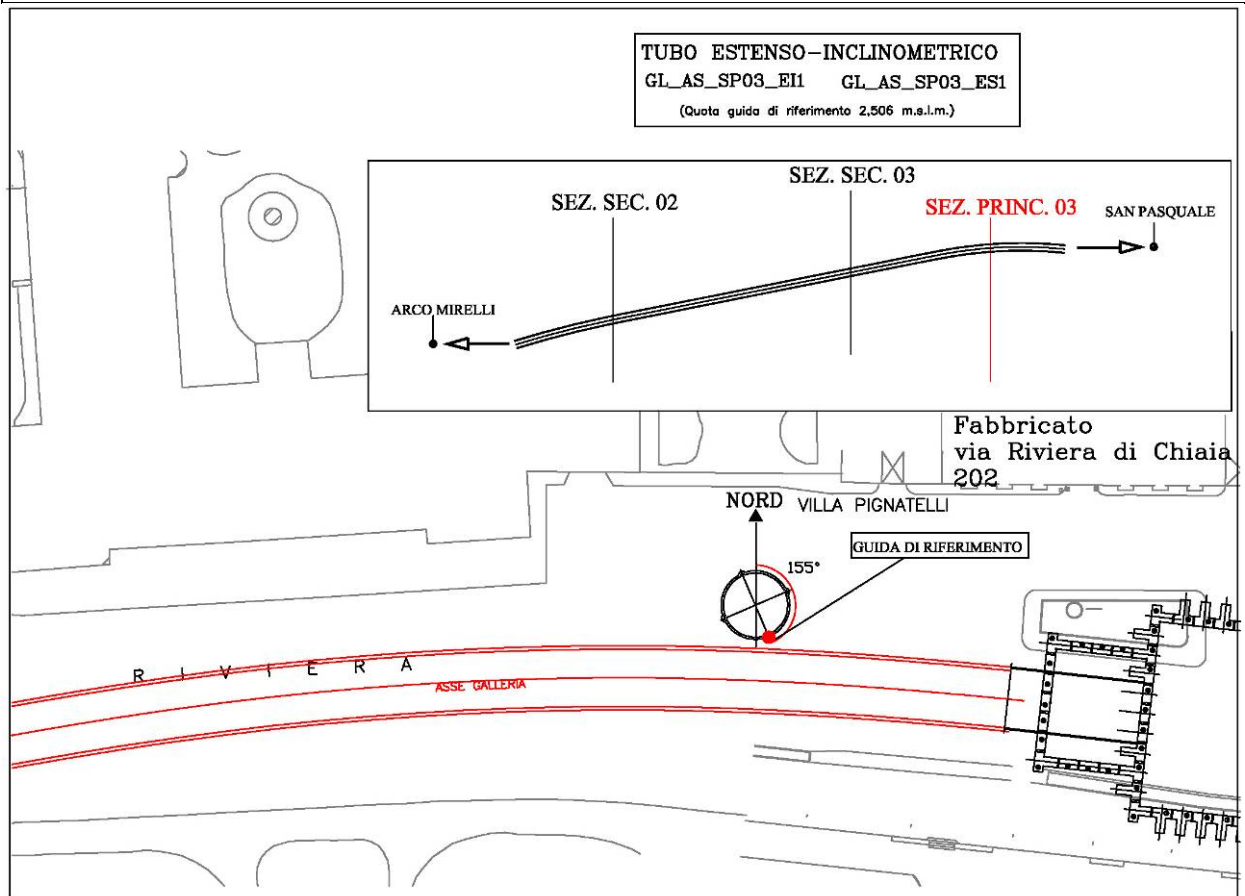 TUBO ESTENSO-INCLINOMETRICO
GL_AS_SP03_EI1 GL_AS_SP03_ES1
(Quota guida di riferimento 2,506 m.s.l.m.)
SEZ. SEC. 02
SEZ. SEC. 03
SEZ. PRINC. 03
SAN PASQUALE
ARCO MIRELLI
Fabbricato
via Riviera di Chiaia
202
NORD
VILLA PIGNATELLI
GUIDA DI RIFERIMENTO
155°
RIVIERA
ASSE GALLERIA